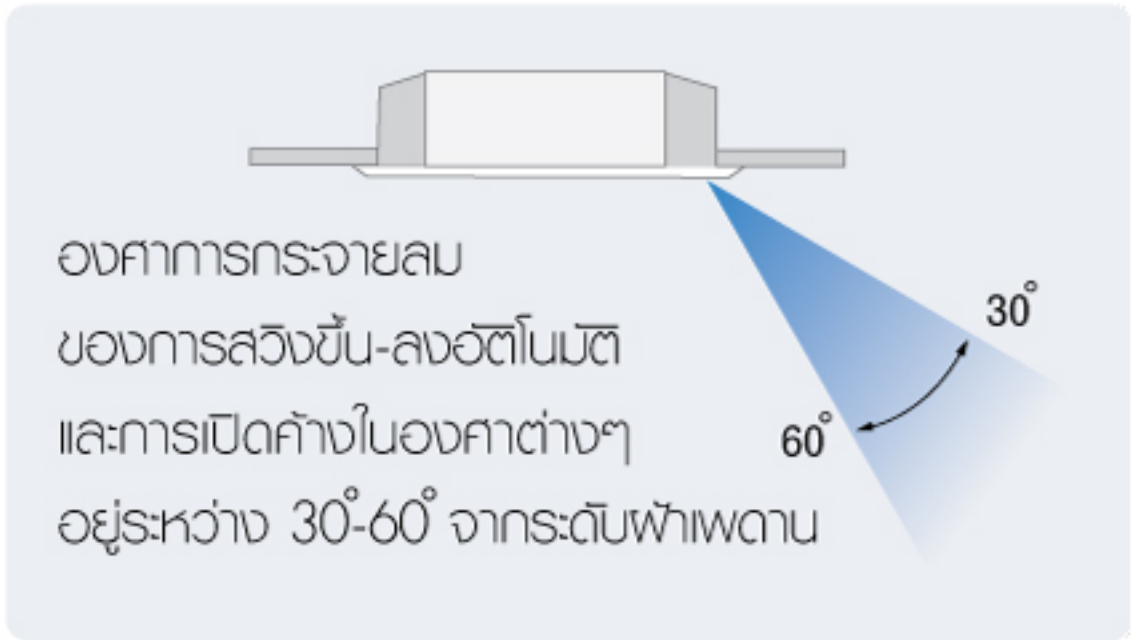 องศาการกระจายลม
ของการสวิงขึ้น-ลงอัติโนมัติ
และการเปิดค้างในองศาต่างๆ
อยู่ระหว่าง 30°-60° จากระดับฝ้าเพดาน
30°
60°